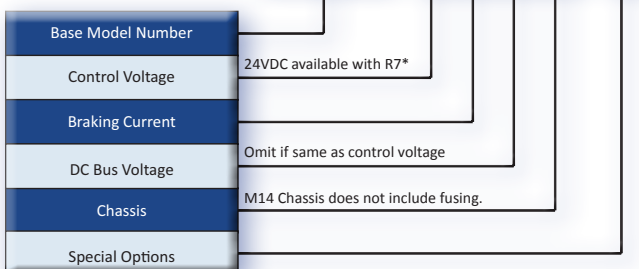 Base Model Number
24VDC available with R7*
Control Voltage
Braking Current
Omit if same as control voltage
DC Bus Voltage
M14 Chassis does not include fusing.
Chassis
Special Options